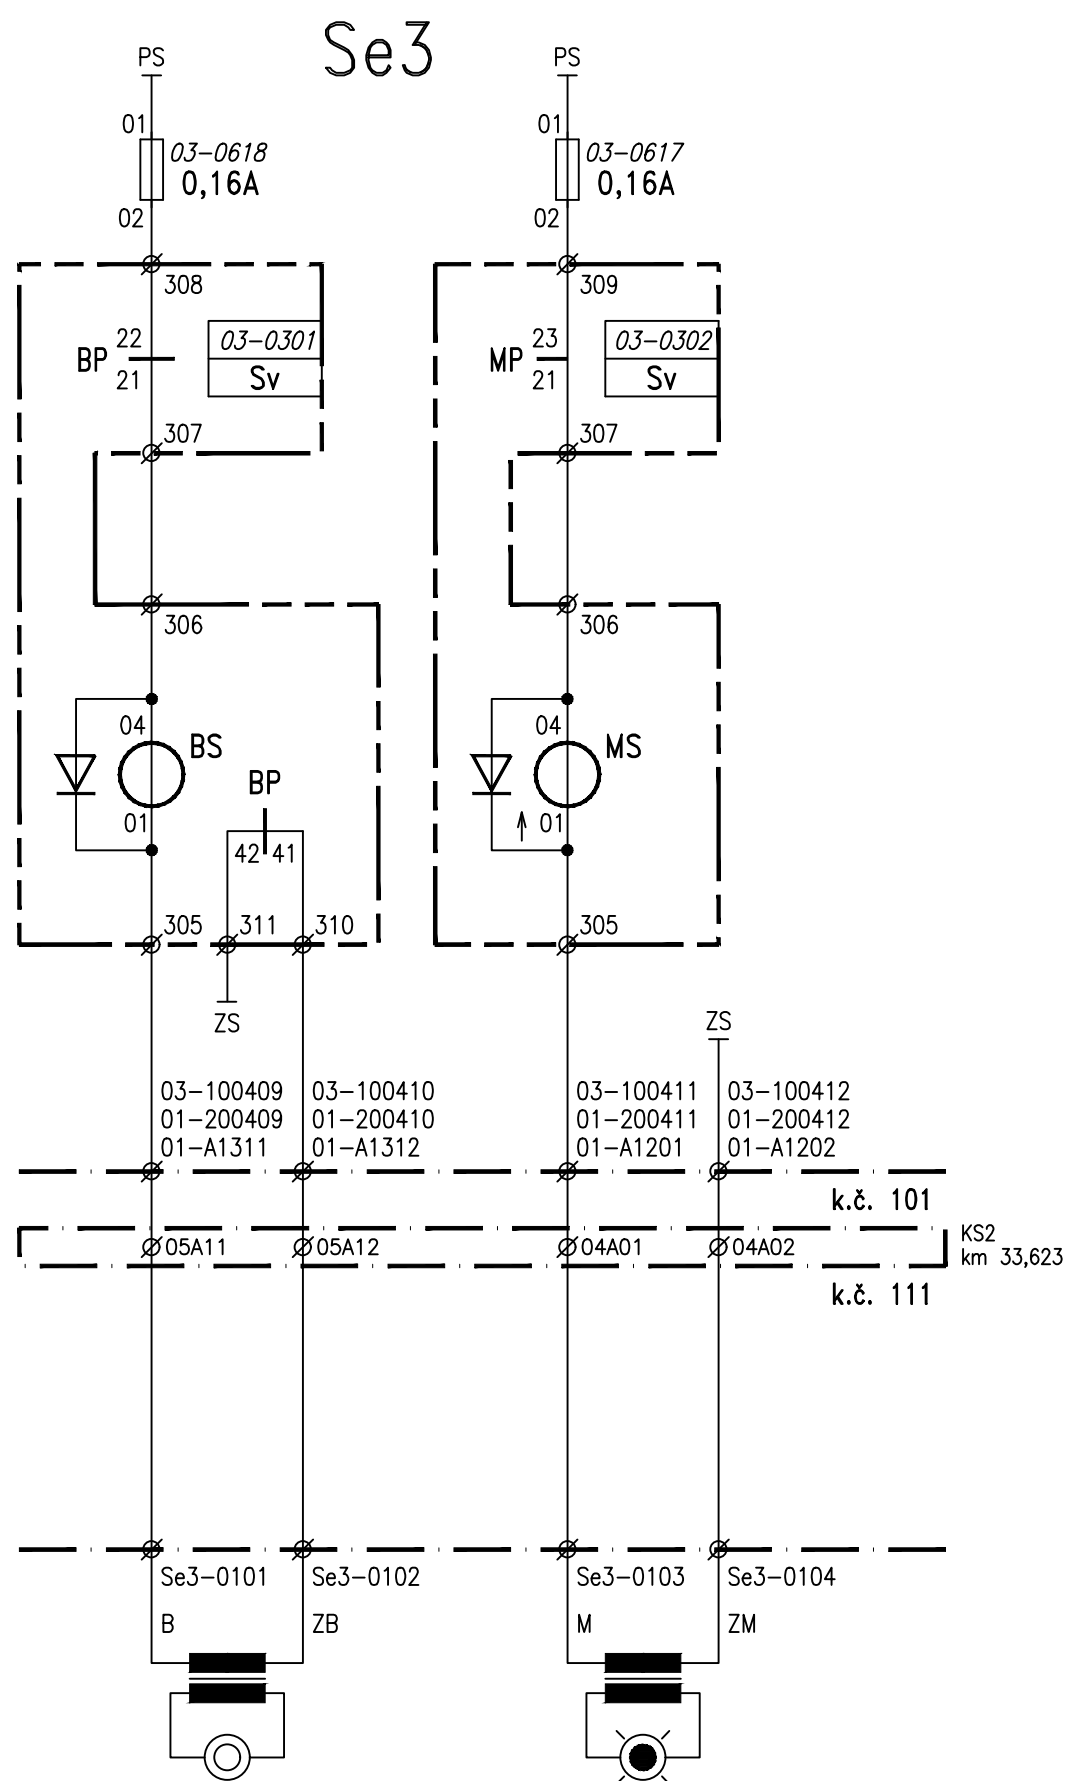 Se3
PS
PS
01
03-0618
0,16A
02
01
03-0617
0,16A
02
308
309
22
BP
21
03-0301
Sv
23
MP
21
03-0302
Sv
307
307
306
306
04
BS
01
BP
42 41
04
MS
01
305
311
310
305
ZS
ZS
03-100409
01-200409
01-A1311
03-100410
01-200410
01-A1312
03-100411
01-200411
01-A1201
03-100412
01-200412
01-A1202
k.č. 101
05A11
05A12
04A01
04A02
KS2
km 33,623
k.č. 111
Se3-0101
Se3-0102
Se3-0103
Se3-0104
B
ZB
M
ZM